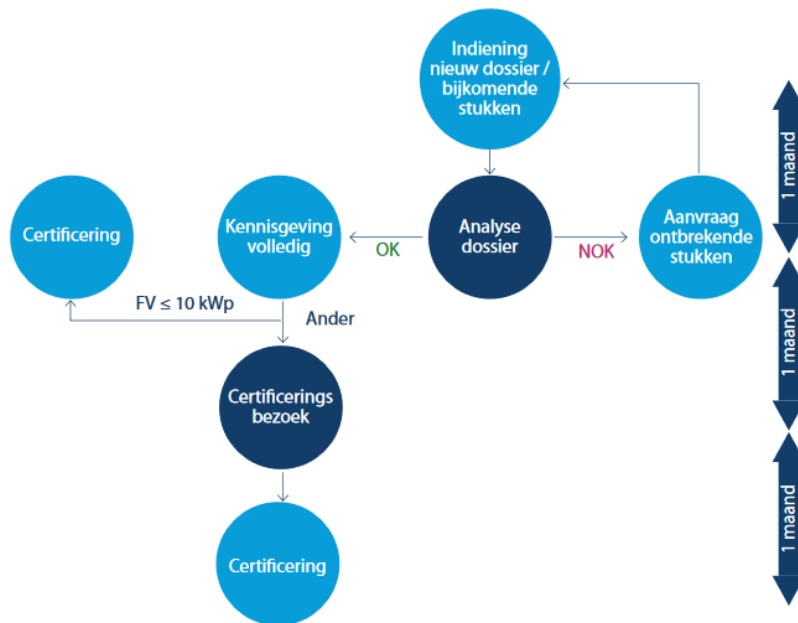 Indiening
nieuw dossier /
bijkomende
stukken
1 maand
Certificering
Kennisgeving
volledig
OK
Analyse
dossier
NOK
Aanvraag
ontbrekende
stukken
FV ≤ 10 kWp
Ander
1 maand
Certificerings
bezoek
1 maand
Certificering